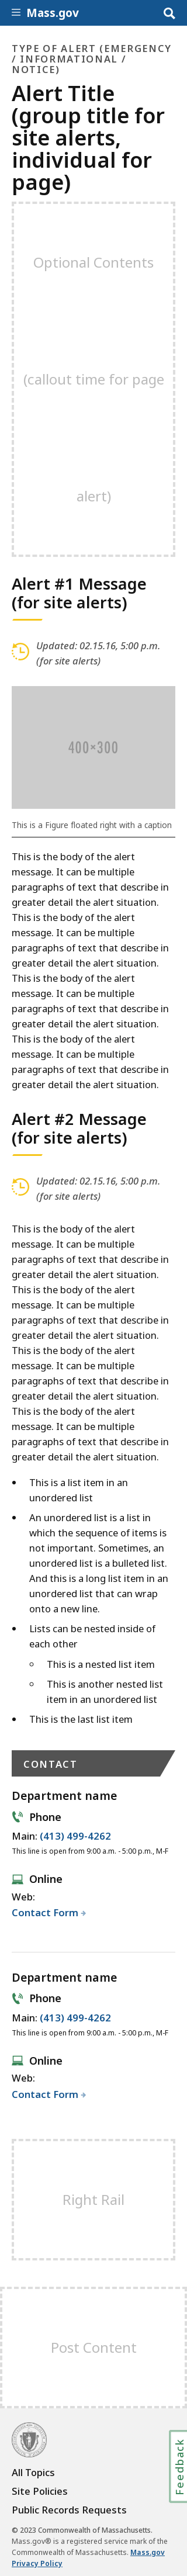 Mass.gov
TYPE OF ALERT (EMERGENCY
/ INFORMATIONAL /
NOTICE)
Alert Title
(group title for
site alerts,
individual for
page)
Optional Contents
(callout time for page
alert)
Alert #1 Message
(for site alerts)
Updated: 02.15.16, 5:00 p.m.
(for site alerts)
400×300
This is a Figure floated right with a caption
This is the body of the alert
message. It can be multiple
paragraphs of text that describe in
greater detail the alert situation.
This is the body of the alert
message. It can be multiple
paragraphs of text that describe in
greater detail the alert situation.
This is the body of the alert
message. It can be multiple
paragraphs of text that describe in
greater detail the alert situation.
This is the body of the alert
message. It can be multiple
paragraphs of text that describe in
greater detail the alert situation.
Alert #2 Message
(for site alerts)
Updated: 02.15.16, 5:00 p.m.
(for site alerts)
This is the body of the alert
message. It can be multiple
paragraphs of text that describe in
greater detail the alert situation.
This is the body of the alert
message. It can be multiple
paragraphs of text that describe in
greater detail the alert situation.
This is the body of the alert
message. It can be multiple
paragraphs of text that describe in
greater detail the alert situation.
This is the body of the alert
message. It can be multiple
paragraphs of text that describe in
greater detail the alert situation.
• This is a list item in an
unordered list
• An unordered list is a list in
which the sequence of items is
not important. Sometimes, an
unordered list is a bulleted list.
And this is a long list item in an
unordered list that can wrap
onto a new line.
• Lists can be nested inside of
each other
◦ This is a nested list item
◦ This is another nested list
item in an unordered list
• This is the last list item
CONTACT
Department name
Phone
Main: (413) 499-4262
This line is open from 9:00 a.m. - 5:00 p.m., M-F
Online
Web:
Contact Form
Department name
Phone
Main: (413) 499-4262
This line is open from 9:00 a.m. - 5:00 p.m., M-F
Online
Web:
Contact Form
Right Rail
Post Content
Feedback
All Topics
Site Policies
Public Records Requests
© 2023 Commonwealth of Massachusetts.
Mass.gov® is a registered service mark of the
Commonwealth of Massachusetts. Mass.gov
Privacy Policy